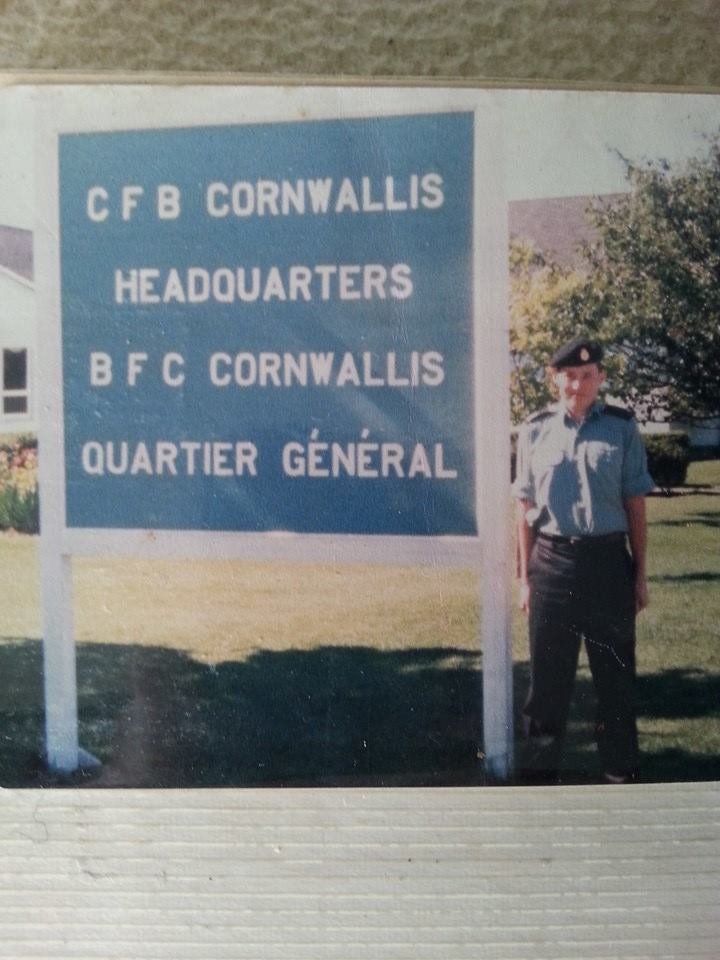 C F B CORNWALLIS
HEADQUARTERS
B F C CORNWALLIS
QUARTIER GÉNÉRAL